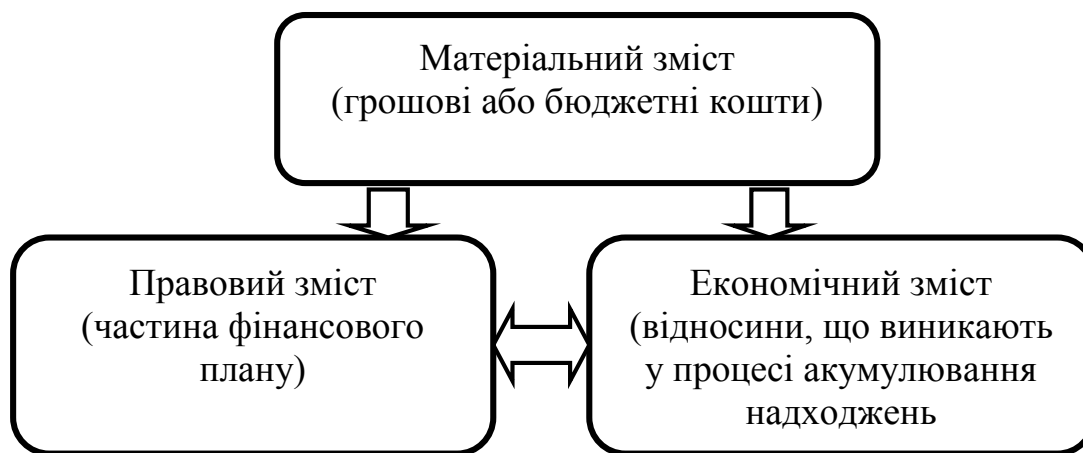 Матеріальний зміст
(грошові або бюджетні кошти)
Правовий зміст
(частина фінансового
плану)
Економічний зміст
(відносини, що виникають
у процесі акумулювання
надходжень